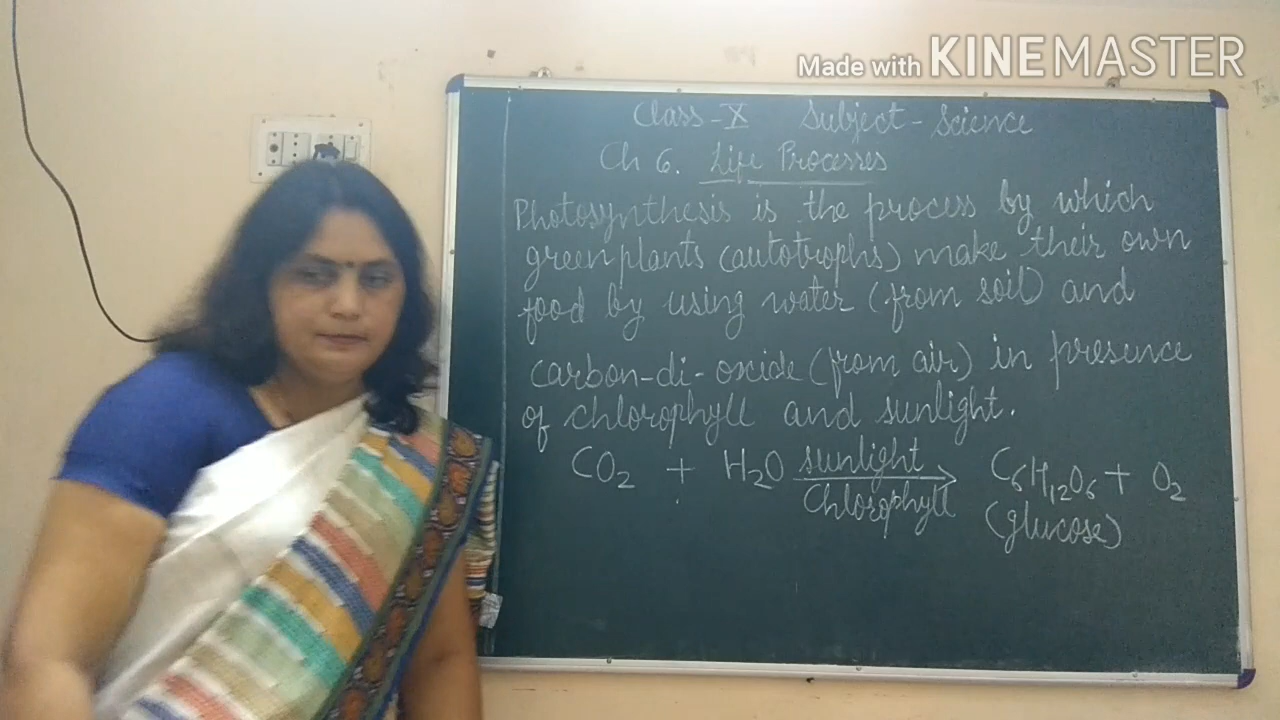 Made with KINEMASTER
Class-X Subject-Science
Ch 6. Life Processes
Photosynthesis is the process by which
green plants (autotrophs) make their own
food by using water (from soil) and
carbon-di-oxide (from air) in presence
of chlorophyll and sunlight.
CO₂ + H₂O sunlight → C₆H₁₂O₆ + O₂
Chlorophyll (glucose)